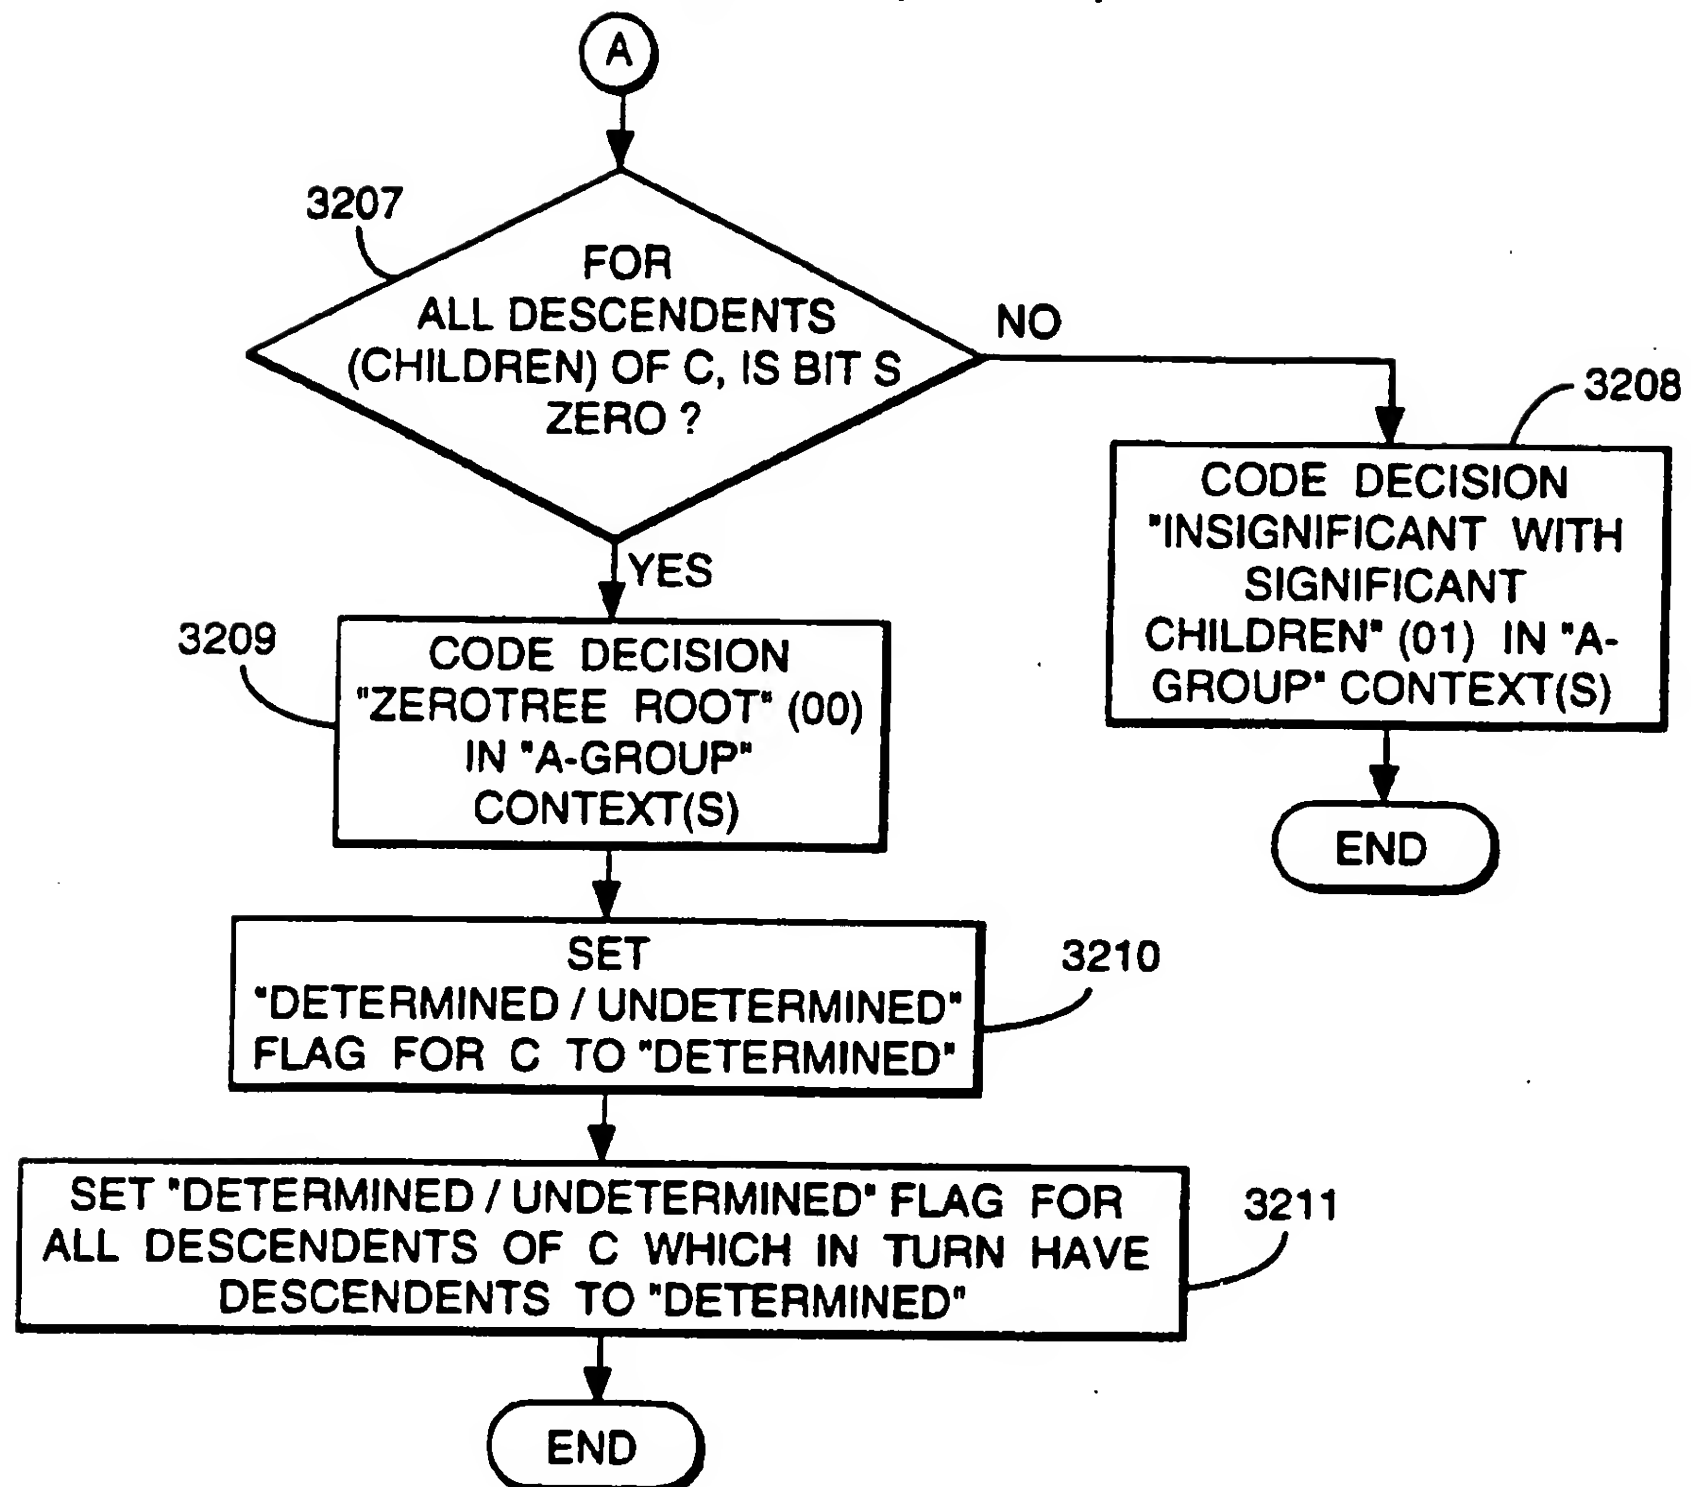 A
3207
FOR
ALL DESCENDENTS
(CHILDREN) OF C, IS BIT S
ZERO ?
NO
YES
3208
CODE DECISION
"INSIGNIFICANT WITH
SIGNIFICANT
CHILDREN" (01) IN "A-
GROUP" CONTEXT(S)
END
3209
CODE DECISION
"ZEROTREE ROOT" (00)
IN "A-GROUP"
CONTEXT(S)
3210
SET
"DETERMINED / UNDETERMINED"
FLAG FOR C TO "DETERMINED"
3211
SET "DETERMINED / UNDETERMINED" FLAG FOR
ALL DESCENDENTS OF C WHICH IN TURN HAVE
DESCENDENTS TO "DETERMINED"
END